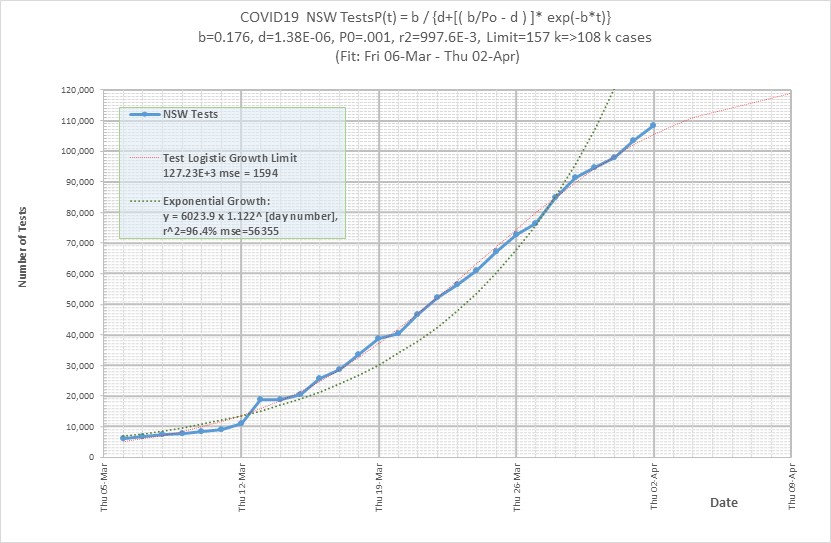 COVID19  NSW TestsP(t) = b / {d+[( b/Po - d ) ]* exp(-b*t)}
b=0.176, d=1.38E-06, P0=.001, r2=997.6E-3, Limit=157 k=>108 k cases
(Fit: Fri 06-Mar - Thu 02-Apr)
120,000
110,000
100,000
90,000
80,000
70,000
60,000
50,000
40,000
30,000
20,000
10,000
0
Number of Tests
NSW Tests
Test Logistic Growth Limit
127.23E+3 mse = 1594
Exponential Growth:
y = 6023.9 x 1.122^ [day number],
r^2=96.4% mse=56355
Thu 05-Mar
Thu 12-Mar
Thu 19-Mar
Thu 26-Mar
Thu 02-Apr
Thu 09-Apr
Date